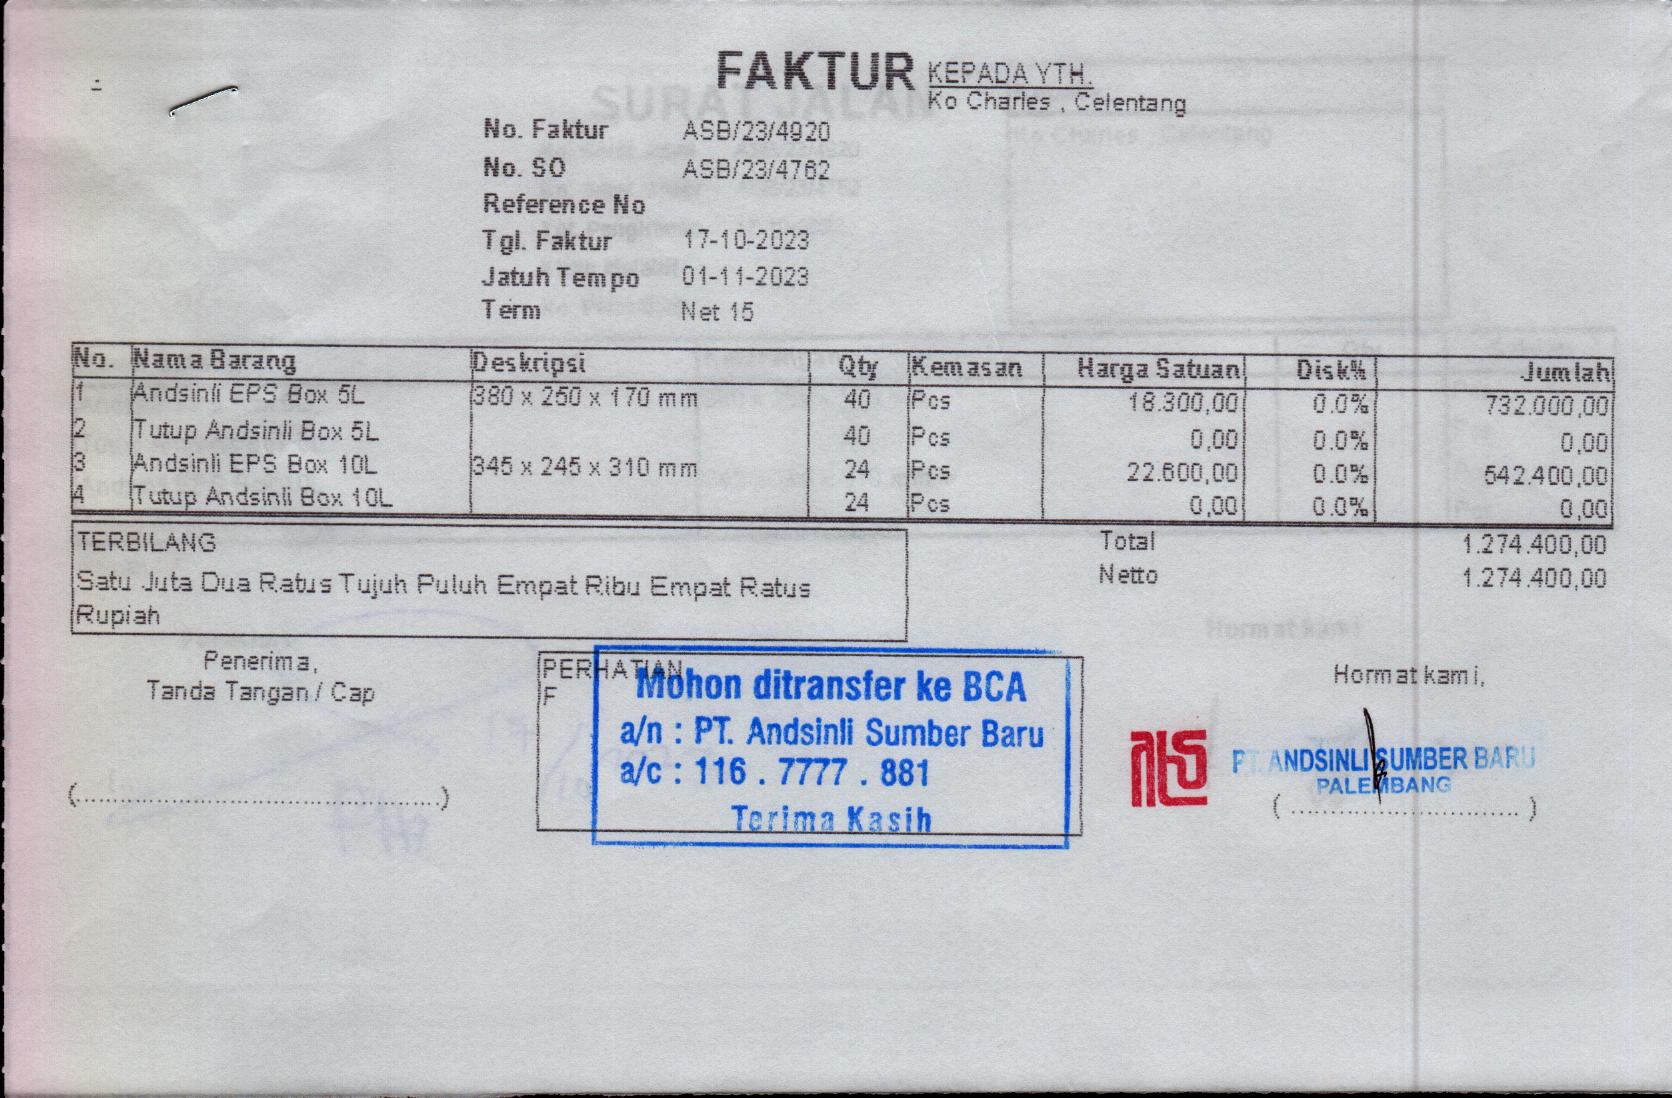 FAKTUR KEPADA YTH.
Ko Charles , Celentang
No. Faktur ASB/23/4920
No. SO ASB/23/4762
Reference No
Tgl. Faktur 17-10-2023
Jatuh Tempo 01-11-2023
Term Net 15
No. Nama Barang Deskripsi Qty Kemasan Harga Satuan Disk% Jumlah
1 Andsinli EPS Box 5L 380 x 250 x 170 mm 40 Pcs 18.300,00 0.0% 732.000,00
2 Tutup Andsinli Box 5L 40 Pcs 0,00 0.0% 0,00
3 Andsinli EPS Box 10L 345 x 245 x 310 mm 24 Pcs 22.600,00 0.0% 542.400,00
4 Tutup Andsinli Box 10L 24 Pcs 0,00 0.0% 0,00
TERBILANG
Satu Juta Dua Ratus Tujuh Puluh Empat Ribu Empat Ratus
Rupiah
Total 1.274.400,00
Netto 1.274.400,00
Penerima,
Tanda Tangan / Cap
(................................................)
PERHATIAN
F
Mohon ditransfer ke BCA
a/n : PT. Andsinli Sumber Baru
a/c : 116 . 7777 . 881
Terima Kasih
Hormat kami,
PT. ANDSINLI SUMBER BARU
PALEMBANG
( ............................... )